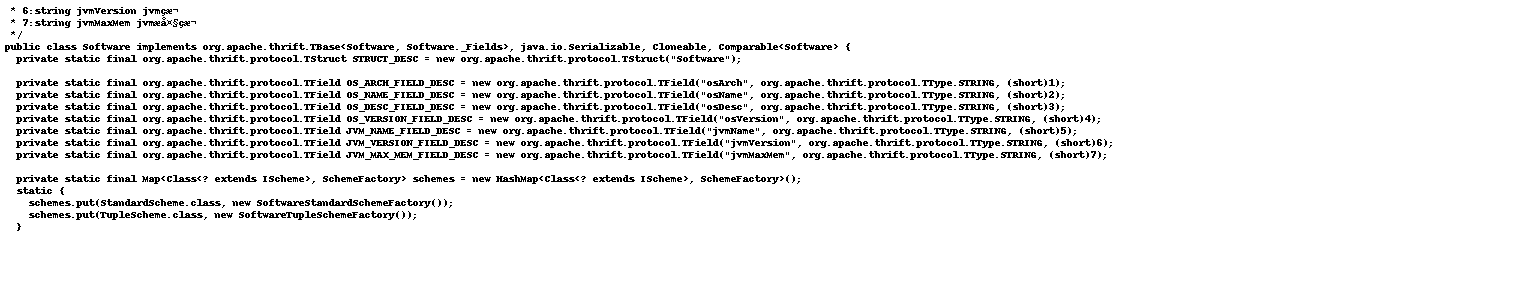 * 6:string jvmVersion jvmçæ¬
* 7:string jvmMaxMem jvmæå×§çæ¬
*/
public class Software implements org.apache.thrift.TBase<Software, Software._Fields>, java.io.Serializable, Cloneable, Comparable<Software> {
private static final org.apache.thrift.protocol.TStruct STRUCT_DESC = new org.apache.thrift.protocol.TStruct("Software");
private static final org.apache.thrift.protocol.TField OS_ARCH_FIELD_DESC = new org.apache.thrift.protocol.TField("osArch", org.apache.thrift.protocol.TType.STRING, (short)1);
private static final org.apache.thrift.protocol.TField OS_NAME_FIELD_DESC = new org.apache.thrift.protocol.TField("osName", org.apache.thrift.protocol.TType.STRING, (short)2);
private static final org.apache.thrift.protocol.TField OS_DESC_FIELD_DESC = new org.apache.thrift.protocol.TField("osDesc", org.apache.thrift.protocol.TType.STRING, (short)3);
private static final org.apache.thrift.protocol.TField OS_VERSION_FIELD_DESC = new org.apache.thrift.protocol.TField("osVersion", org.apache.thrift.protocol.TType.STRING, (short)4);
private static final org.apache.thrift.protocol.TField JVM_NAME_FIELD_DESC = new org.apache.thrift.protocol.TField("jvmName", org.apache.thrift.protocol.TType.STRING, (short)5);
private static final org.apache.thrift.protocol.TField JVM_VERSION_FIELD_DESC = new org.apache.thrift.protocol.TField("jvmVersion", org.apache.thrift.protocol.TType.STRING, (short)6);
private static final org.apache.thrift.protocol.TField JVM_MAX_MEM_FIELD_DESC = new org.apache.thrift.protocol.TField("jvmMaxMem", org.apache.thrift.protocol.TType.STRING, (short)7);
private static final Map<Class<? extends IScheme>, SchemeFactory> schemes = new HashMap<Class<? extends IScheme>, SchemeFactory>();
static {
schemes.put(StandardScheme.class, new SoftwareStandardSchemeFactory());
schemes.put(TupleScheme.class, new SoftwareTupleSchemeFactory());
}